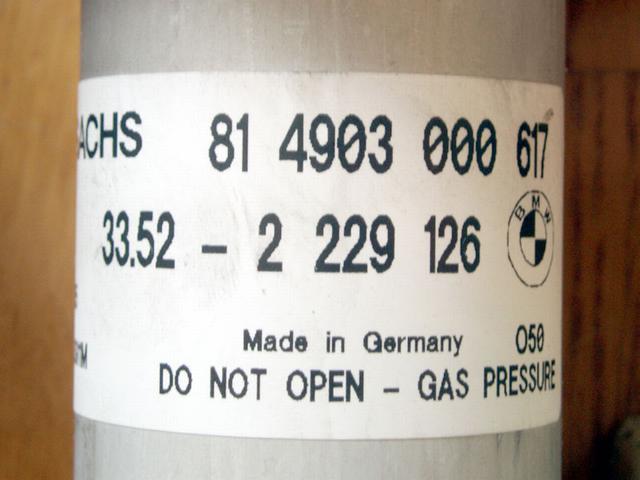 ACHS 81 4903 000 617
33.52 - 2 229 126 BMW
Made in Germany 050
DO NOT OPEN - GAS PRESSURE